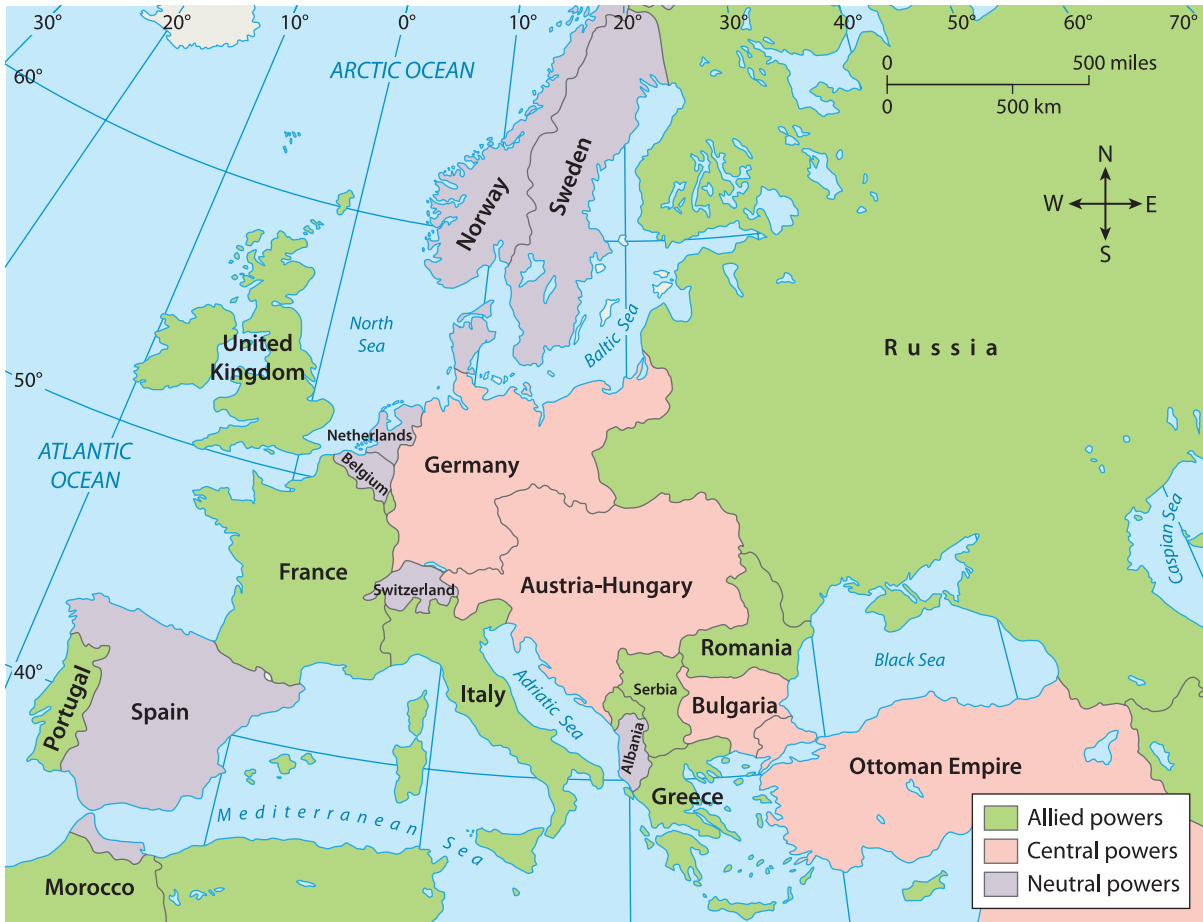 30° 20° 10° 0° 10° 20° 30° 40° 50° 60° 70°
ARCTIC OCEAN
0 500 miles
0 500 km
60°
N
W E
S
Norway
Sweden
North
Sea
Baltic Sea
Russia
United
Kingdom
50°
ATLANTIC
OCEAN
Netherlands
Belgium
Germany
Caspian Sea
France
Switzerland
Austria-Hungary
Romania
Black Sea
40°
Portugal
Spain
Italy
Adriatic Sea
Serbia
Bulgaria
Albania
Ottoman Empire
Greece
Mediterranean Sea
Morocco
Allied powers
Central powers
Neutral powers